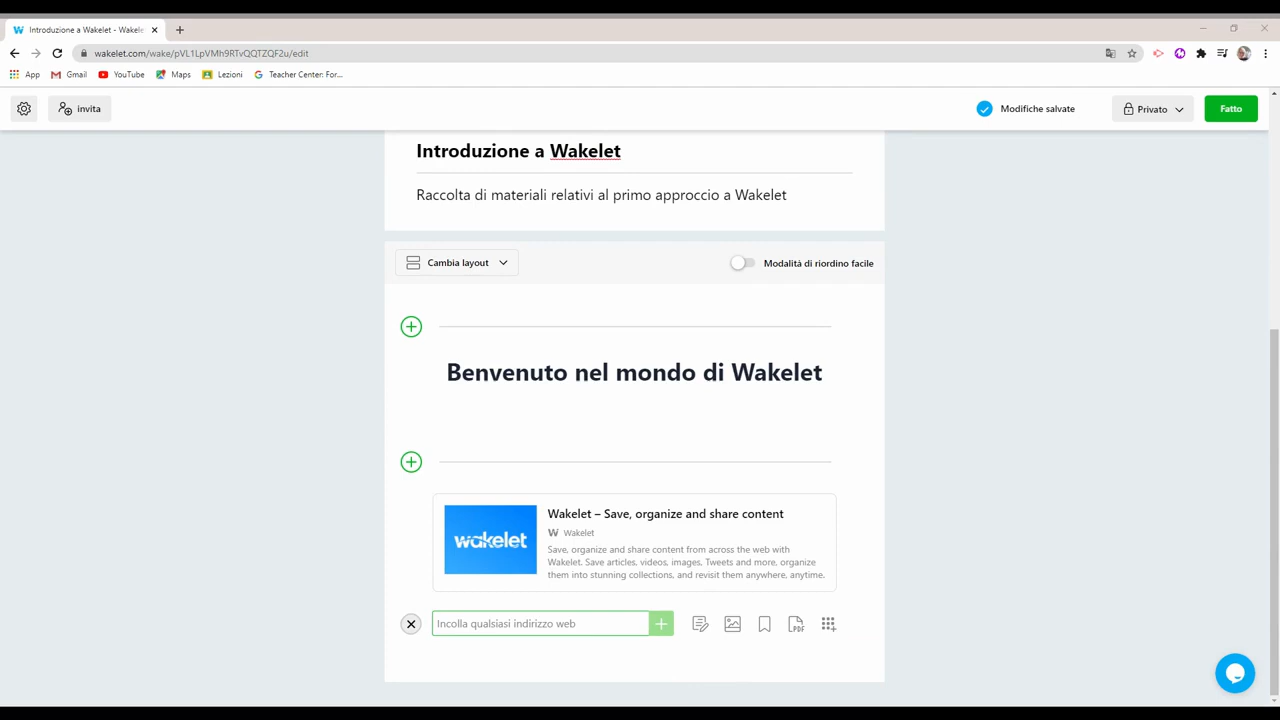 Introduzione a Wakelet - Wakele
wakelet.com/wake/pVL1LpVMh9RTvQQTZQF2u/edit
App Gmail YouTube Maps Lezioni Teacher Center: For...
invita Modifiche salvate Privato Fatto
Introduzione a Wakelet
Raccolta di materiali relativi al primo approccio a Wakelet
Cambia layout Modalità di riordino facile
Benvenuto nel mondo di Wakelet
wakelet
Wakelet – Save, organize and share content
Wakelet
Save, organize and share content from across the web with
Wakelet. Save articles, videos, images, Tweets and more, organize
them into stunning collections, and revisit them anywhere, anytime.
Incolla qualsiasi indirizzo web
PDF